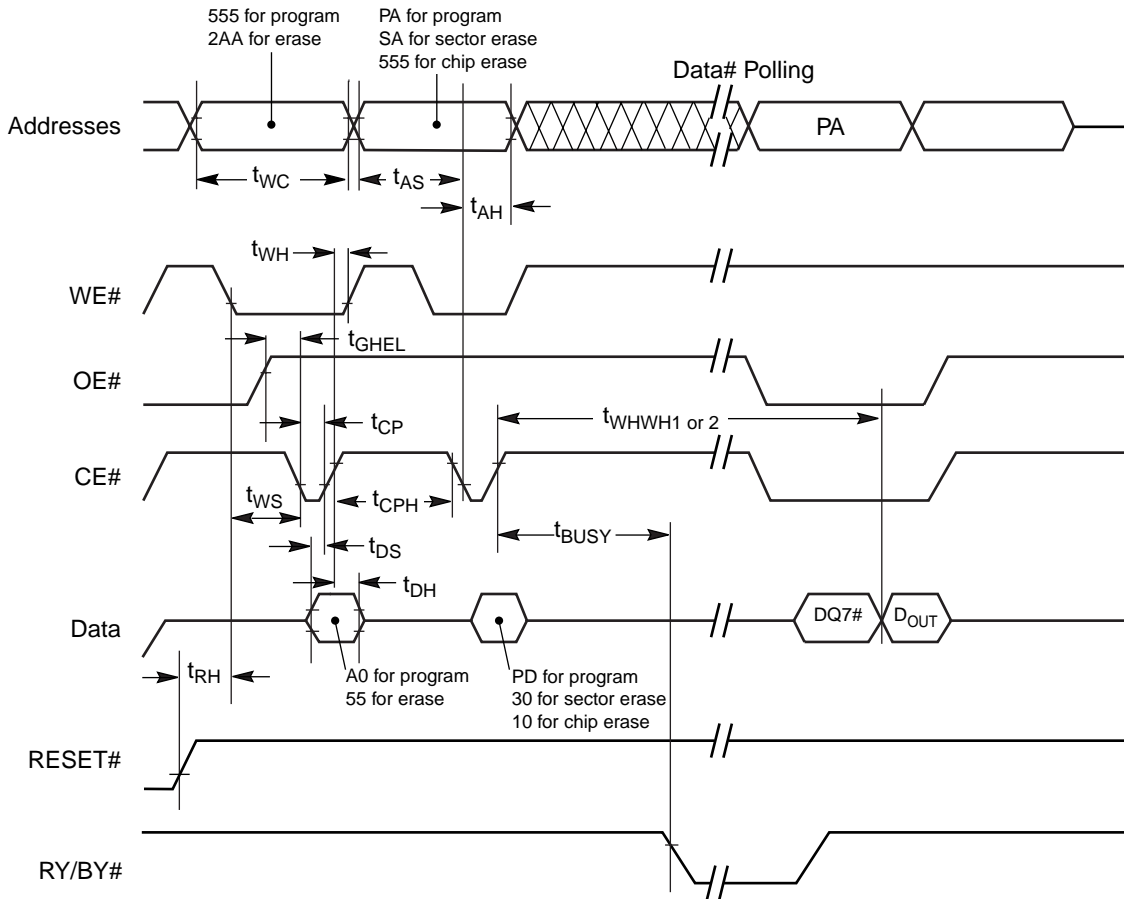 555 for program
2AA for erase
PA for program
SA for sector erase
555 for chip erase
Data# Polling
Addresses
PA
tWC
tAS
tAH
tWH
WE#
tGHEL
OE#
tWHWH1 or 2
tCP
CE#
tWS
tCPH
tBUSY
tDS
tDH
Data
DQ7#
DOUT
tRH
A0 for program
55 for erase
PD for program
30 for sector erase
10 for chip erase
RESET#
RY/BY#